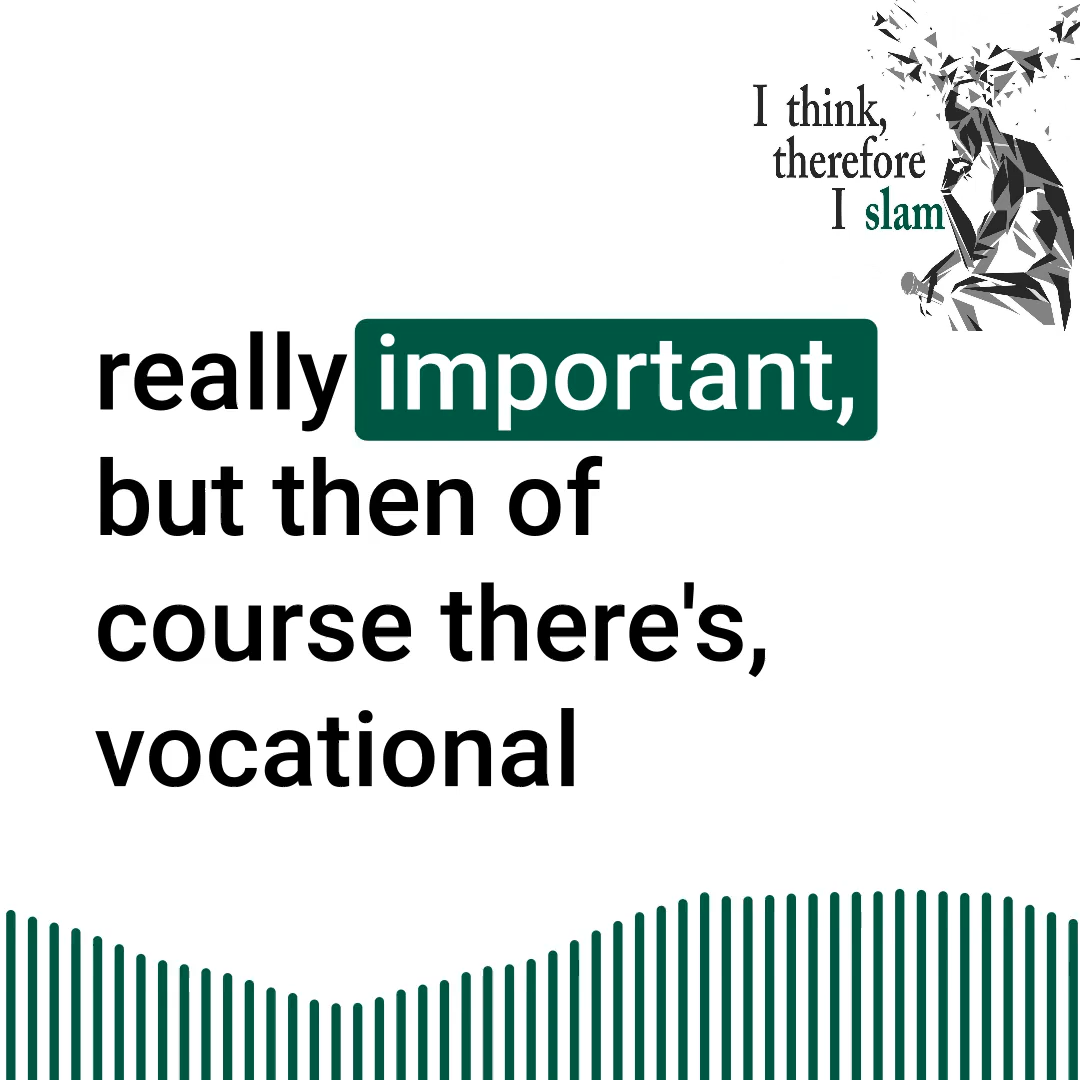 I think,
therefore
I slam
really important,
but then of
course there's,
vocational